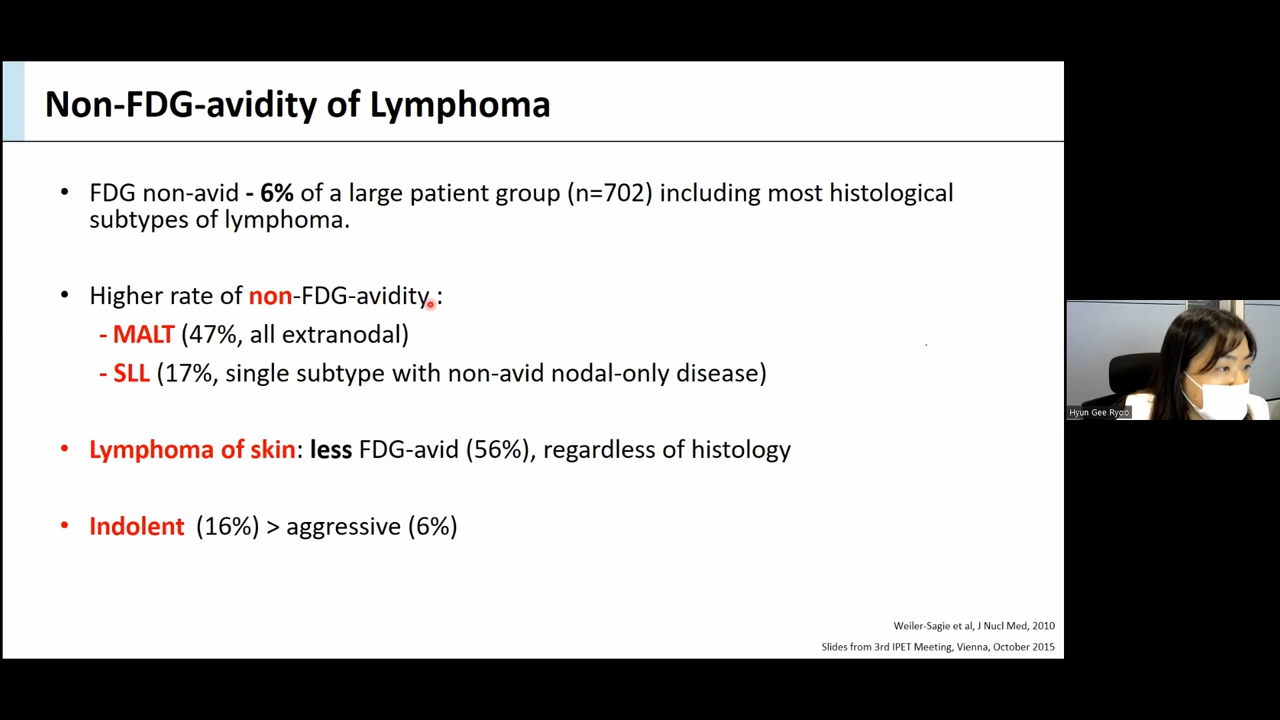 Non-FDG-avidity of Lymphoma
• FDG non-avid - 6% of a large patient group (n=702) including most histological
subtypes of lymphoma.
• Higher rate of non-FDG-avidity :
- MALT (47%, all extranodal)
- SLL (17%, single subtype with non-avid nodal-only disease)
• Lymphoma of skin: less FDG-avid (56%), regardless of histology
• Indolent (16%) > aggressive (6%)
Weiler-Sagie et al, J Nucl Med, 2010
Slides from 3rd IPET Meeting, Vienna, October 2015
Hyun Gee Ryoo